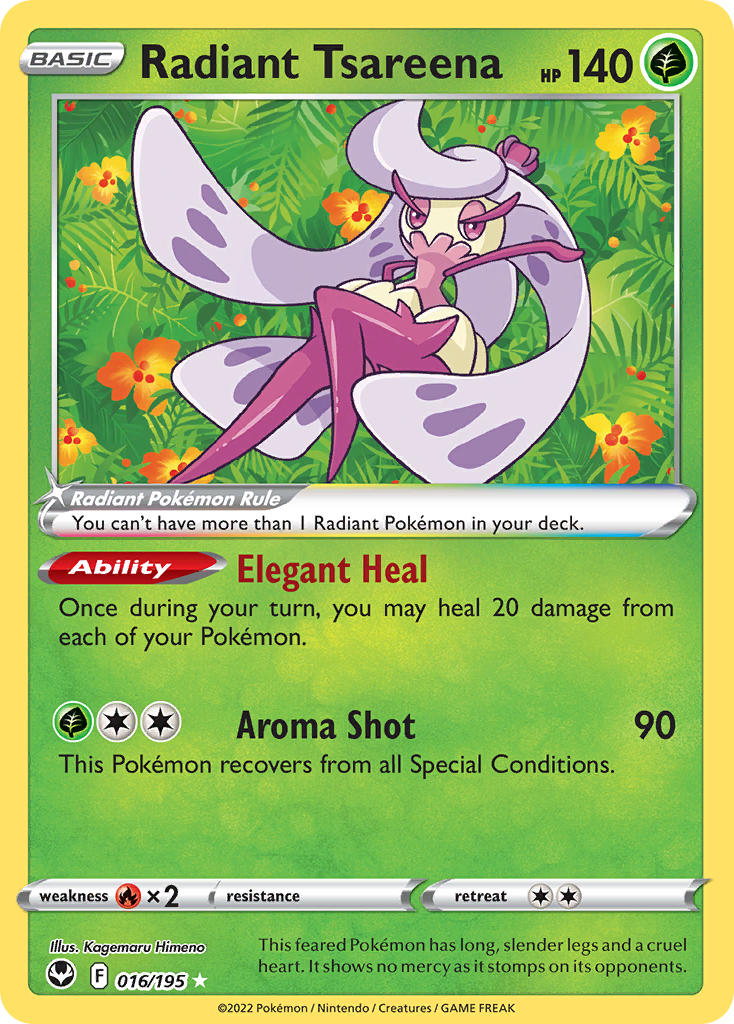 BASIC Radiant Tsareena HP 140
Radiant Pokémon Rule
You can't have more than 1 Radiant Pokémon in your deck.
Ability Elegant Heal
Once during your turn, you may heal 20 damage from
each of your Pokémon.
Aroma Shot 90
This Pokémon recovers from all Special Conditions.
weakness ×2 resistance retreat
Illus. Kagemaru Himeno
F 016/195 ★
This feared Pokémon has long, slender legs and a cruel
heart. It shows no mercy as it stomps on its opponents.
©2022 Pokémon / Nintendo / Creatures / GAME FREAK